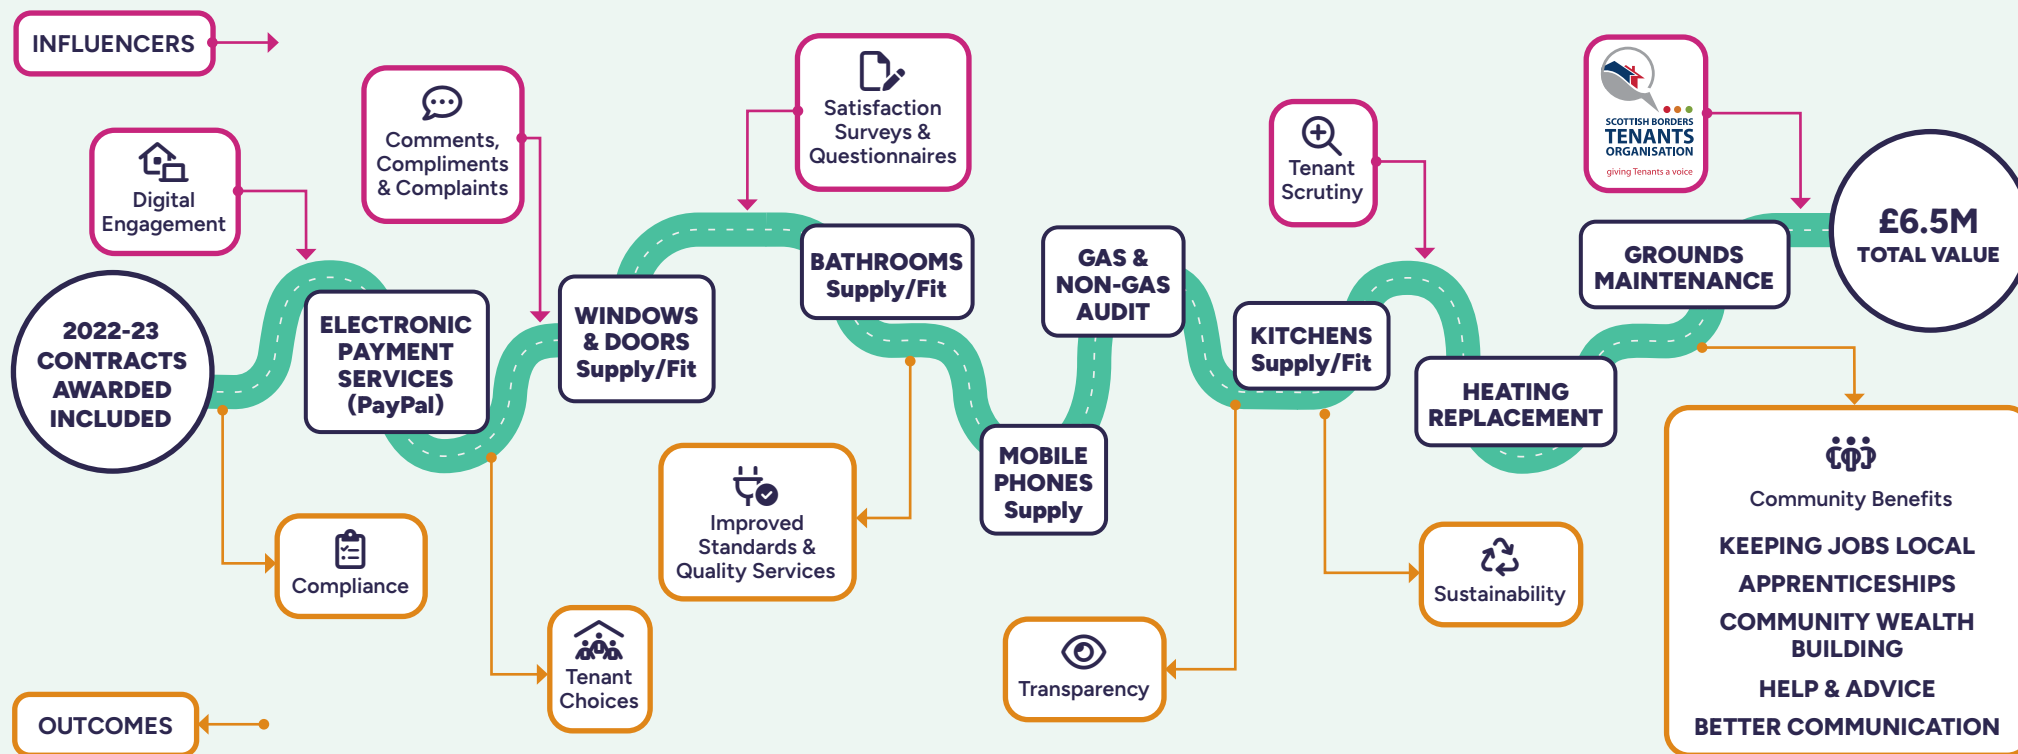 INFLUENCERS
Digital
Engagement
Comments,
Compliments
& Complaints
Satisfaction
Surveys &
Questionnaires
Tenant
Scrutiny
SCOTTISH BORDERS
TENANTS
ORGANISATION
giving Tenants a voice
2022-23
CONTRACTS
AWARDED
INCLUDED
ELECTRONIC
PAYMENT
SERVICES
(PayPal)
WINDOWS
& DOORS
Supply/Fit
BATHROOMS
Supply/Fit
MOBILE
PHONES
Supply
GAS &
NON-GAS
AUDIT
KITCHENS
Supply/Fit
HEATING
REPLACEMENT
GROUNDS
MAINTENANCE
£6.5M
TOTAL VALUE
Compliance
Tenant
Choices
Improved
Standards &
Quality Services
Transparency
Sustainability
Community Benefits
KEEPING JOBS LOCAL
APPRENTICESHIPS
COMMUNITY WEALTH
BUILDING
HELP & ADVICE
BETTER COMMUNICATION
OUTCOMES